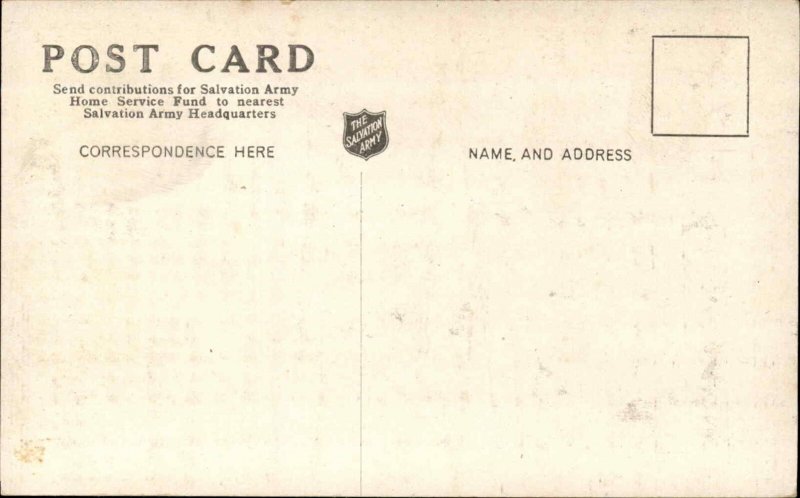 POST CARD
Send contributions for Salvation Army
Home Service Fund to nearest
Salvation Army Headquarters
CORRESPONDENCE HERE
THE
SALVATION
ARMY
NAME, AND ADDRESS